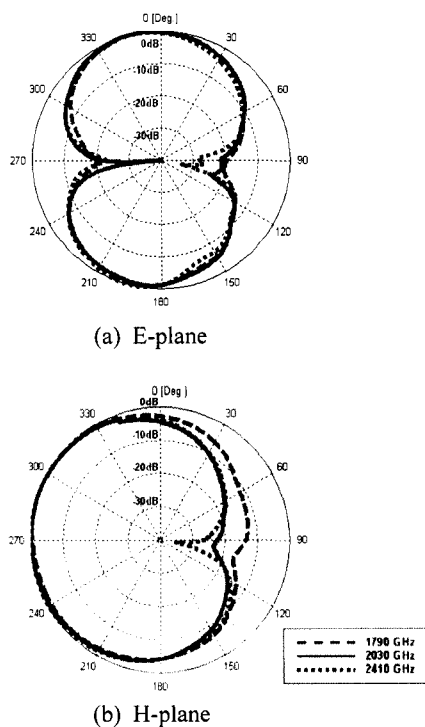 0 [Deg ]
330
30
0dB
-10dB
300
60
-20dB
-30dB
270
90
240
120
210
150
180
(a) E-plane
0 [Deg ]
0dB
330
30
-10dB
300
60
-20dB
-30dB
270
90
240
120
210
150
180
1790 GHz
2030 GHz
2410 GHz
(b) H-plane